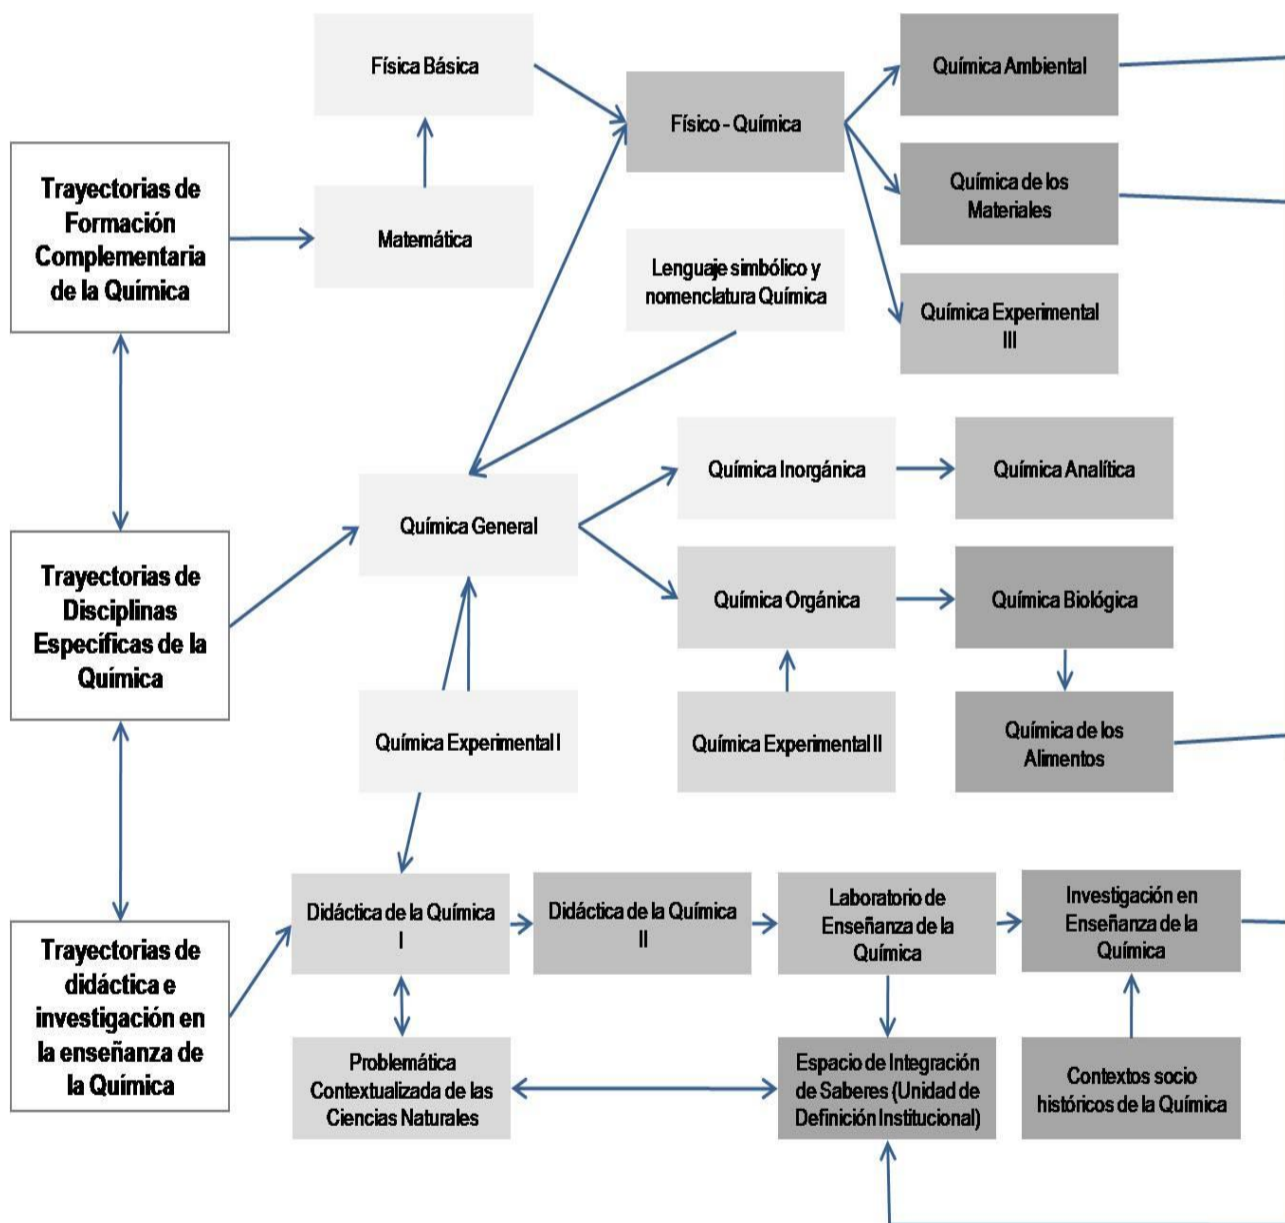 Física Básica
Química Ambiental
Físico - Química
Trayectorias de
Formación
Complementaria
de la Química
Matemática
Química de los
Materiales
Lenguaje simbólico y
nomenclatura Química
Química Experimental
III
Química Inorgánica
Química Analítica
Química General
Trayectorias de
Disciplinas
Específicas de la
Química
Química Orgánica
Química Biológica
Química Experimental I
Química Experimental II
Química de los
Alimentos
Trayectorias de
didáctica e
investigación en
la enseñanza de
la Química
Didáctica de la Química
I
Didáctica de la Química
II
Laboratorio de
Enseñanza de la
Química
Investigación en
Enseñanza de la
Química
Problemática
Contextualizada de las
Ciencias Naturales
Espacio de Integración
de Saberes (Unidad de
Definición Institucional)
Contextos socio
históricos de la Química